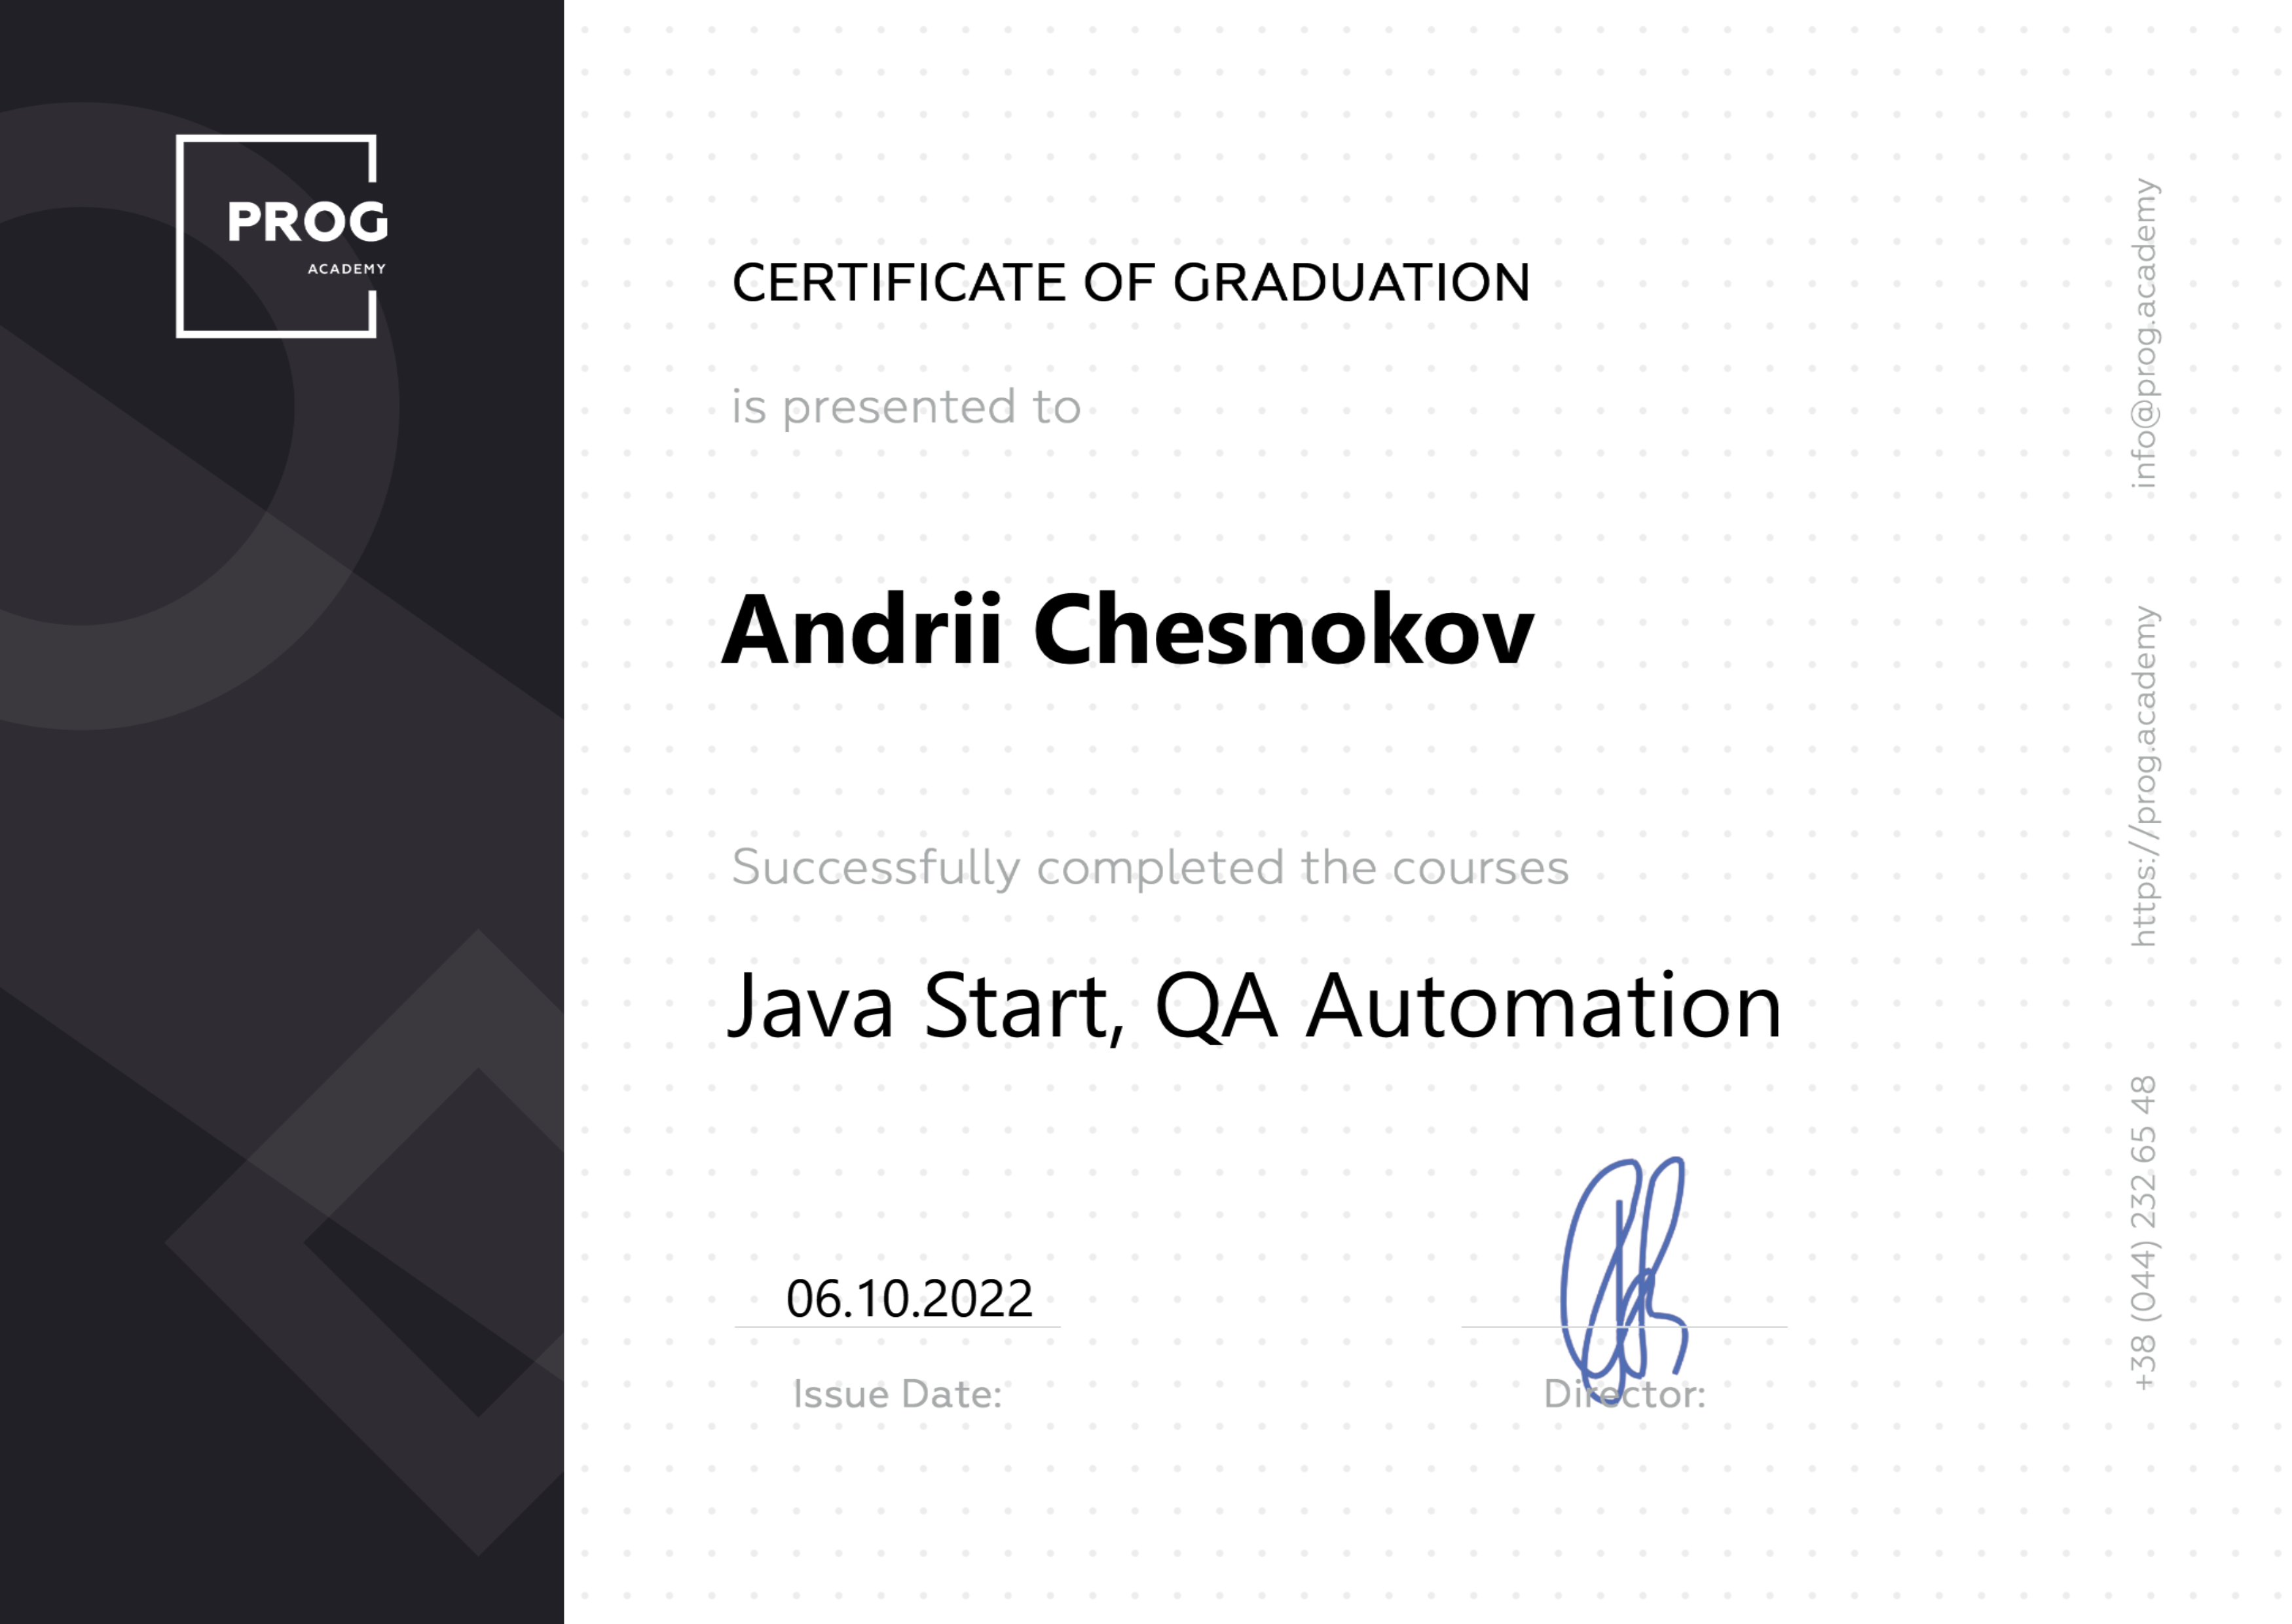 PROG
ACADEMY
CERTIFICATE OF GRADUATION
is presented to
Andrii Chesnokov
Successfully completed the courses
Java Start, QA Automation
06.10.2022
Issue Date:
Director:
info@prog.academy
https://prog.academy
+38 (044) 232 65 48